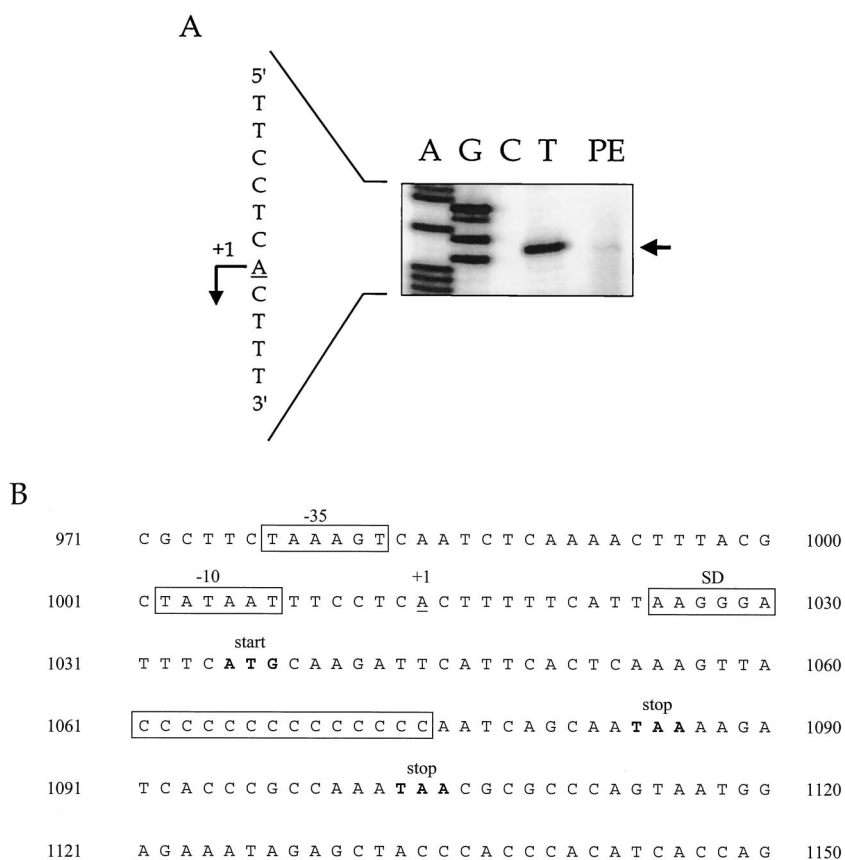 A
5'
T
T
C
C
T
C
+1
A
C
T
T
T
3'
A G C T PE
B
-35
971 C G C T T C T A A A G T C A A T C T C A A A A C T T T A C G 1000
-10 +1 SD
1001 C T A T A A T T T C C T C A C T T T T T C A T T A A G G G A 1030
start
1031 T T T C A T G C A A G A T T C A T T C A C T C A A A G T T A 1060
stop
1061 C C C C C C C C C C C C C C A A T C A G C A A T A A A A G A 1090
stop
1091 T C A C C C G C C A A A T A A C G C G C C C A G T A A T G G 1120
1121 A G A A A T A G A G C T A C C C A C C C A C A T C A C C A G 1150